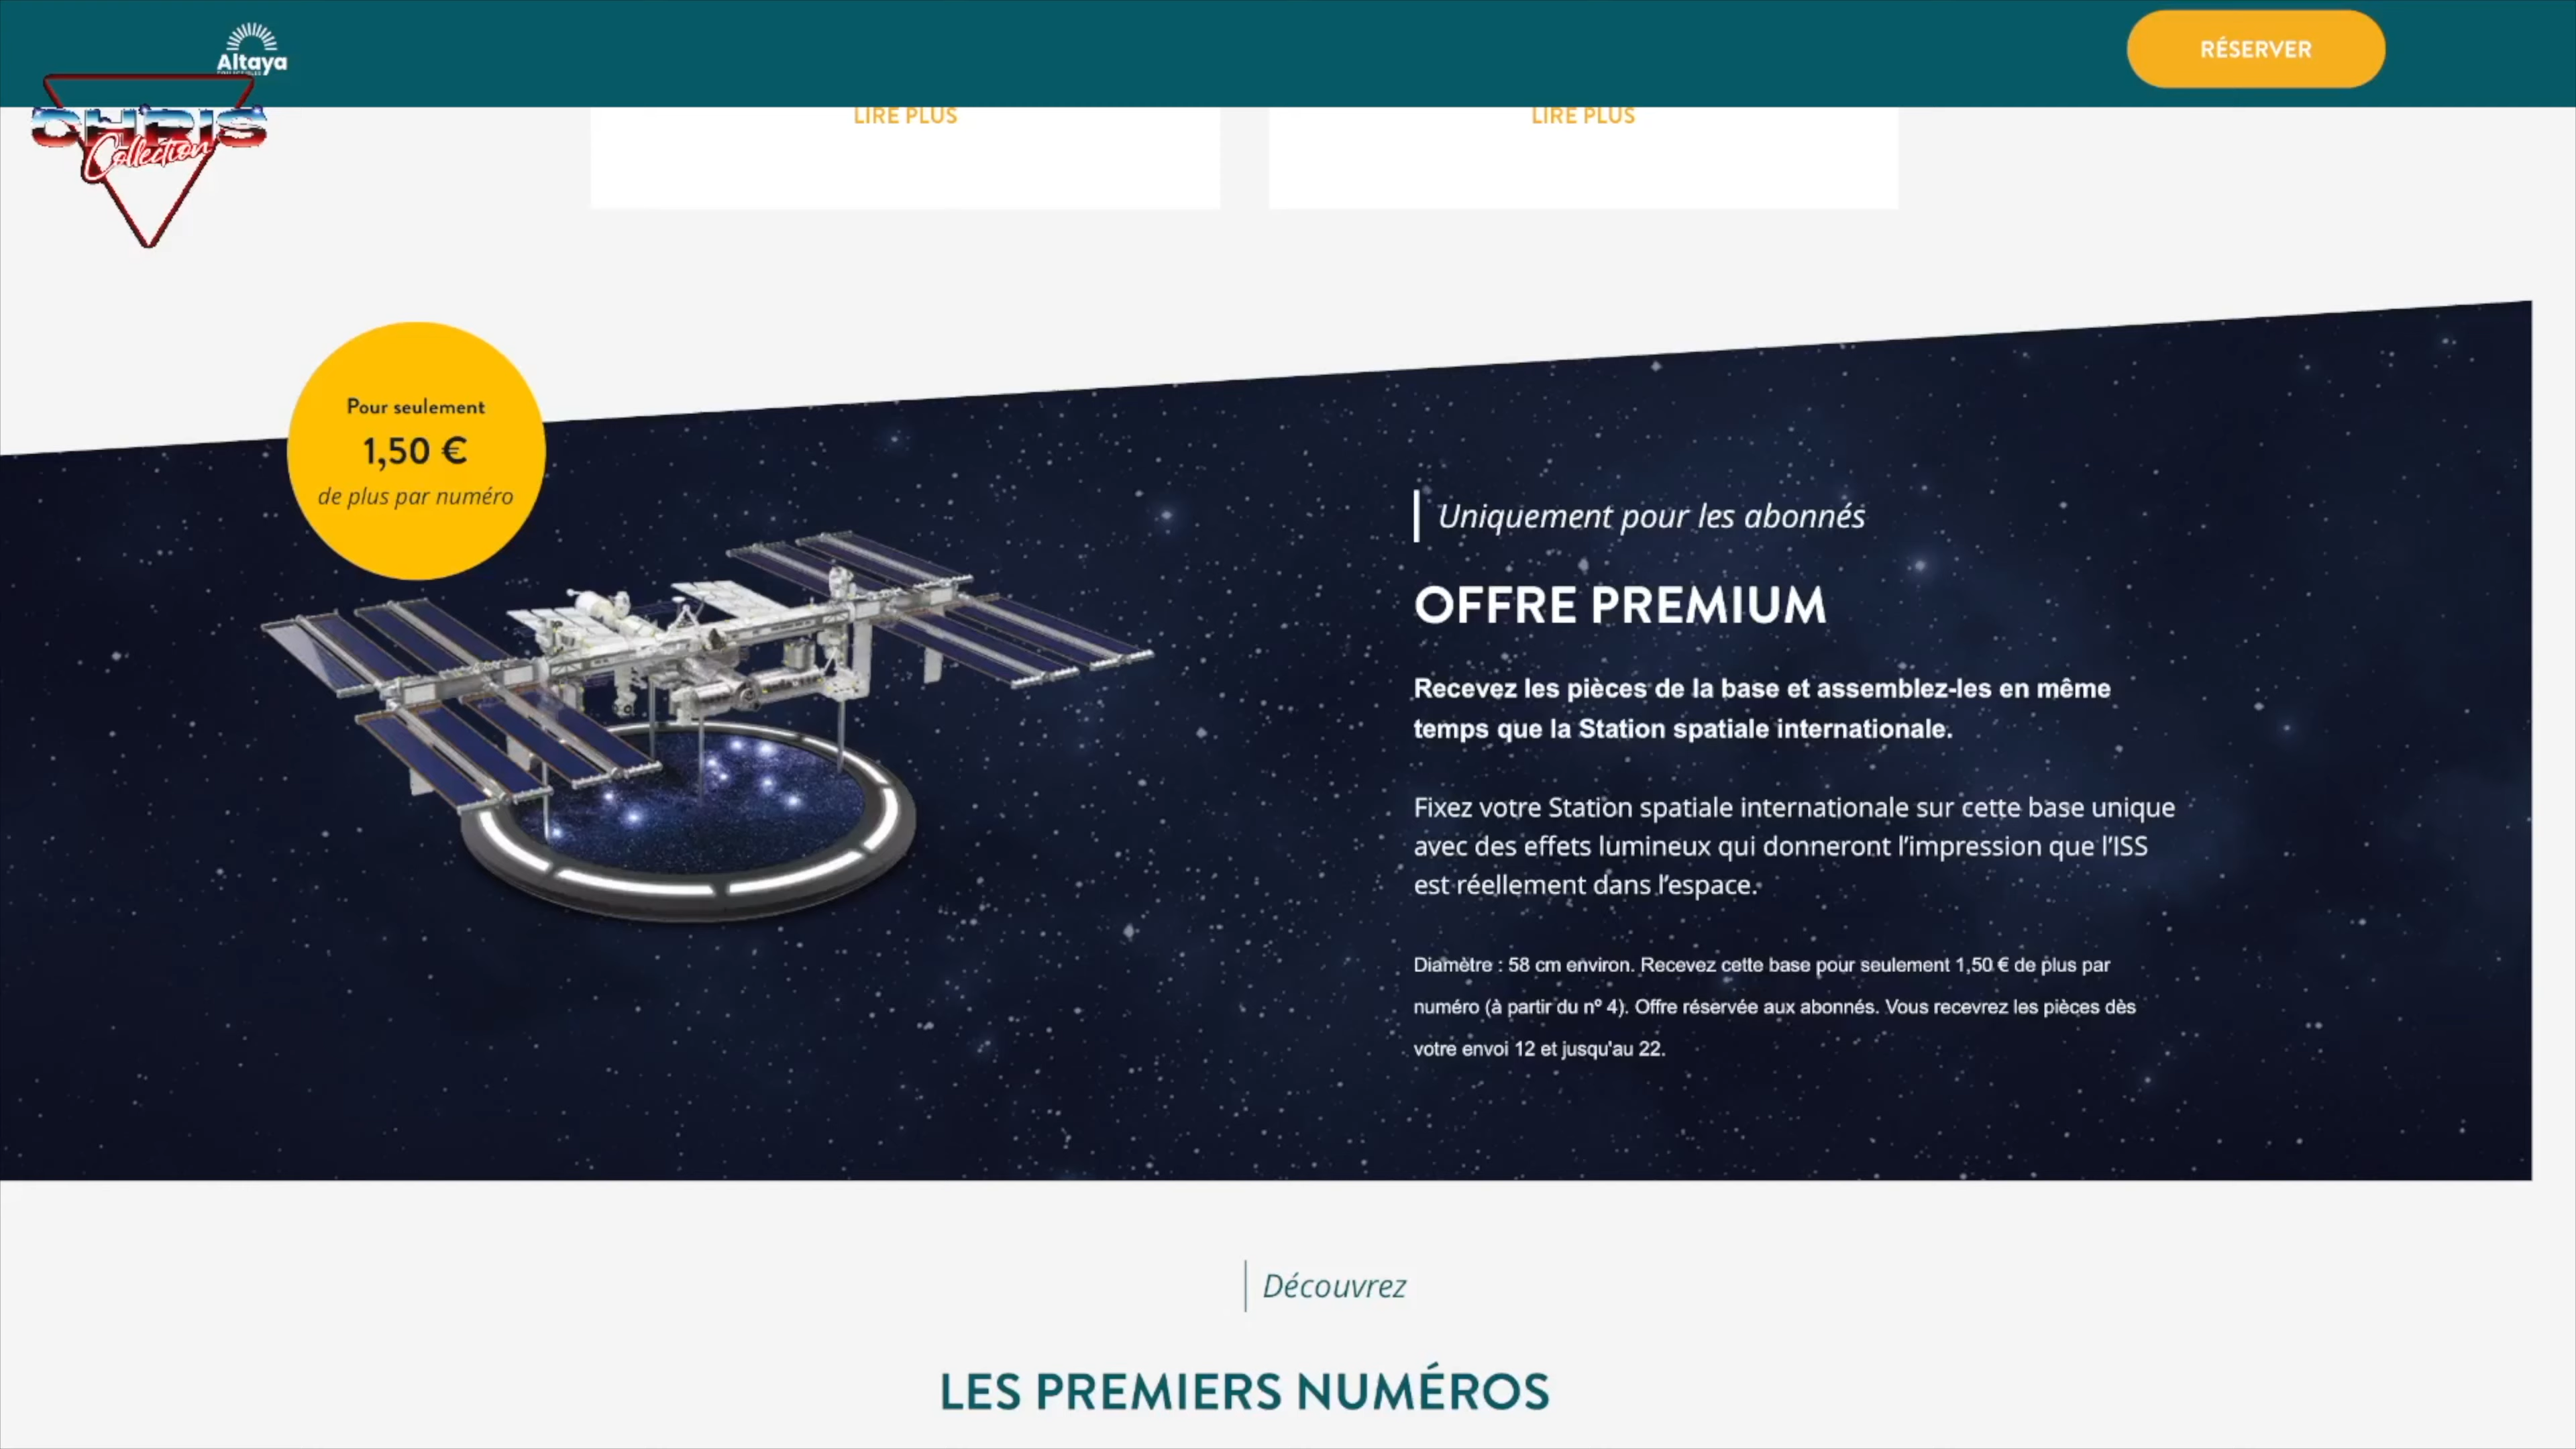 Altaya
RÉSERVER
CHRIS
Collection
LIRE PLUS
LIRE PLUS
Pour seulement
1,50 €
de plus par numéro
Uniquement pour les abonnés
OFFRE PREMIUM
Recevez les pièces de la base et assemblez-les en même
temps que la Station spatiale internationale.
Fixez votre Station spatiale internationale sur cette base unique
avec des effets lumineux qui donneront l’impression que l’ISS
est réellement dans l’espace.
Diamètre : 58 cm environ. Recevez cette base pour seulement 1,50 € de plus par
numéro (à partir du nº 4). Offre réservée aux abonnés. Vous recevrez les pièces dès
votre envoi 12 et jusqu'au 22.
Découvrez
LES PREMIERS NUMÉROS